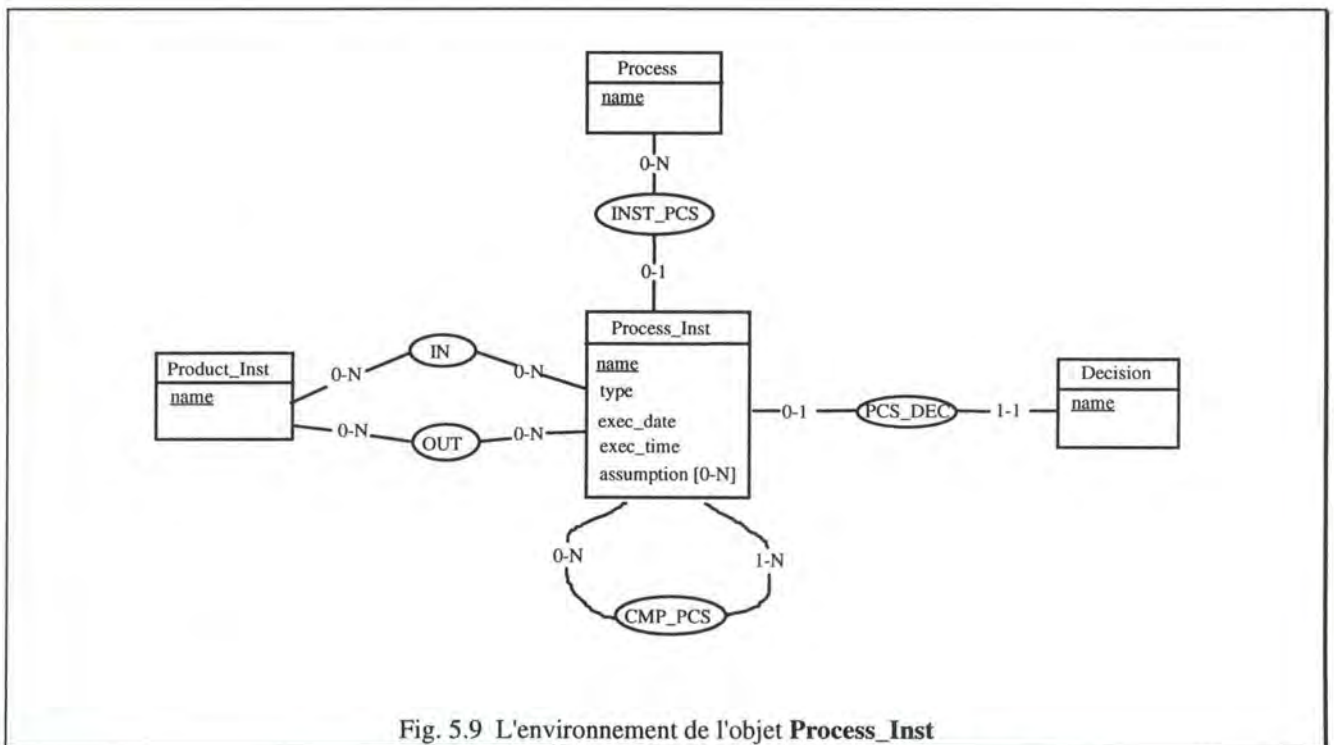 Process
name
0-N
INST_PCS
0-1
Process_Inst
name
type
exec_date
exec_time
assumption [0-N]
Product_Inst
name
0-N
IN
0-N
0-N
OUT
0-N
0-1
PCS_DEC
1-1
Decision
name
0-N
1-N
CMP_PCS
Fig. 5.9 L'environnement de l'objet Process_Inst